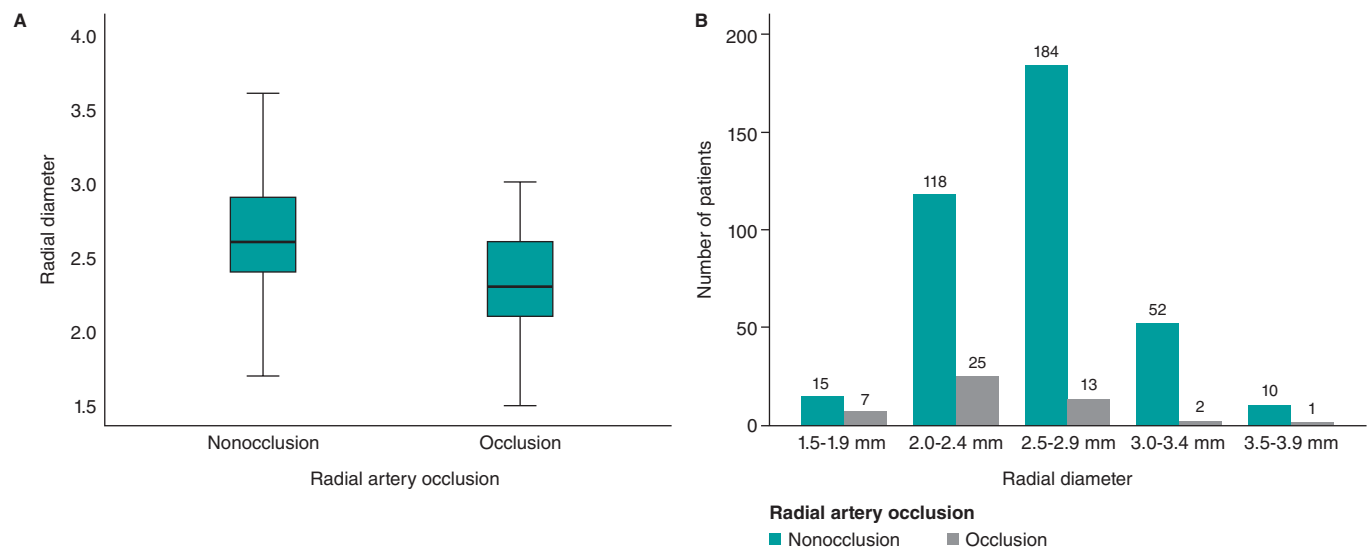 A
4.0
3.5
3.0
2.5
2.0
1.5
Radial diameter
Nonocclusion
Occlusion
Radial artery occlusion
B
200
150
100
50
0
Number of patients
15
7
118
25
184
13
52
2
10
1
1.5-1.9 mm
2.0-2.4 mm
2.5-2.9 mm
3.0-3.4 mm
3.5-3.9 mm
Radial diameter
Radial artery occlusion
Nonocclusion
Occlusion